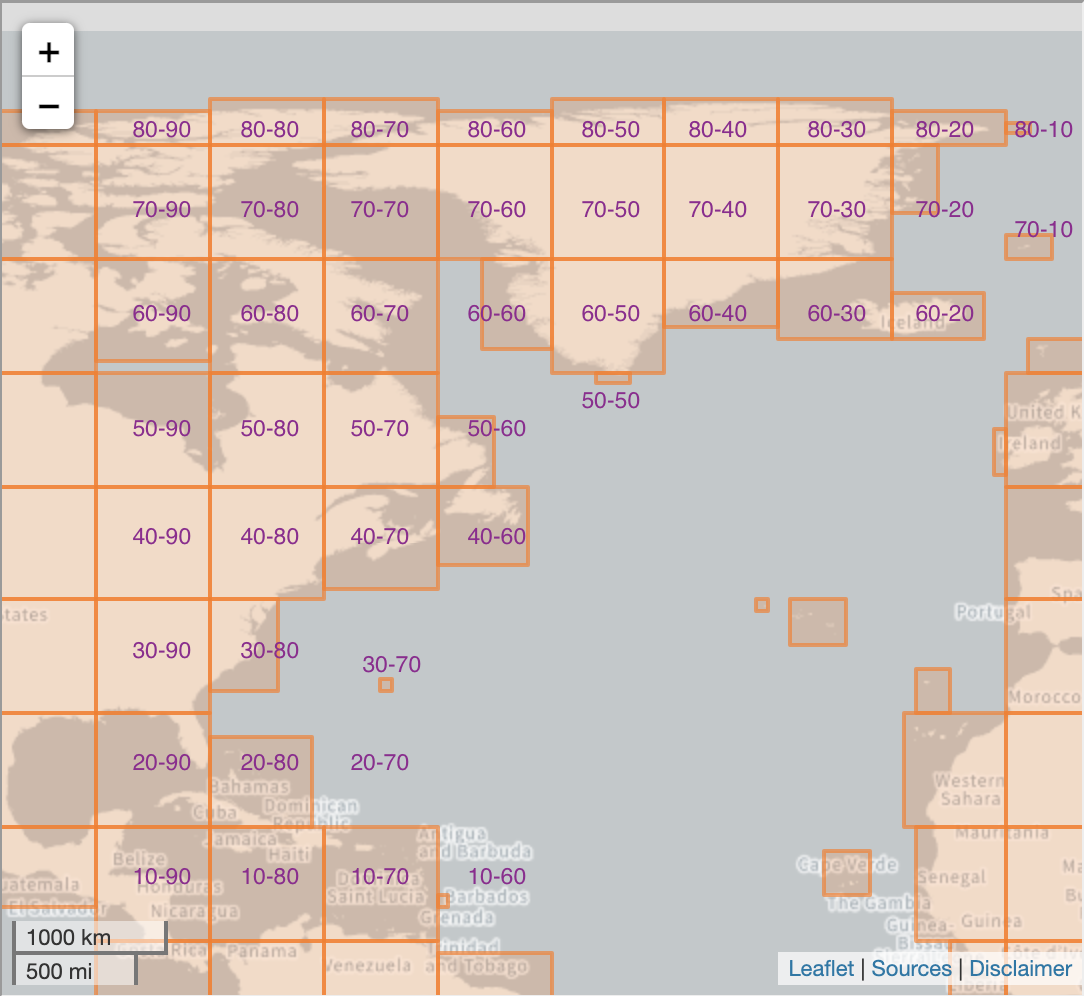 +
−
80-90 80-80 80-70 80-60 80-50 80-40 80-30 80-20 80-10
70-90 70-80 70-70 70-60 70-50 70-40 70-30 70-20
70-10
60-90 60-80 60-70 60-60 60-50 60-40 60-30 60-20
Iceland
50-50
United K
50-90 50-80 50-70 50-60
Ireland
40-90 40-80 40-70 40-60
Spa
Portugal
States
30-90 30-80
30-70
Morocco
20-90 20-80 20-70
Western
Sahara
Bahamas
Cuba Dominican
Republic
Jamaica
Haiti
Antigua
and Barbuda
Mauritania
Belize
Cape Verde
Ma
10-90 10-80 10-70 10-60
Senegal
Guatemala
Honduras
Saint Lucia
Barbados
The Gambia
Bu
El Salvador
Nicaragua
Grenada
Guinea-
Bissau
Guinea
1000 km
Costa Rica
Panama
Venezuela
Trinidad
and Tobago
Côte d'Iv
500 mi
Leaflet | Sources | Disclaimer
Liberia